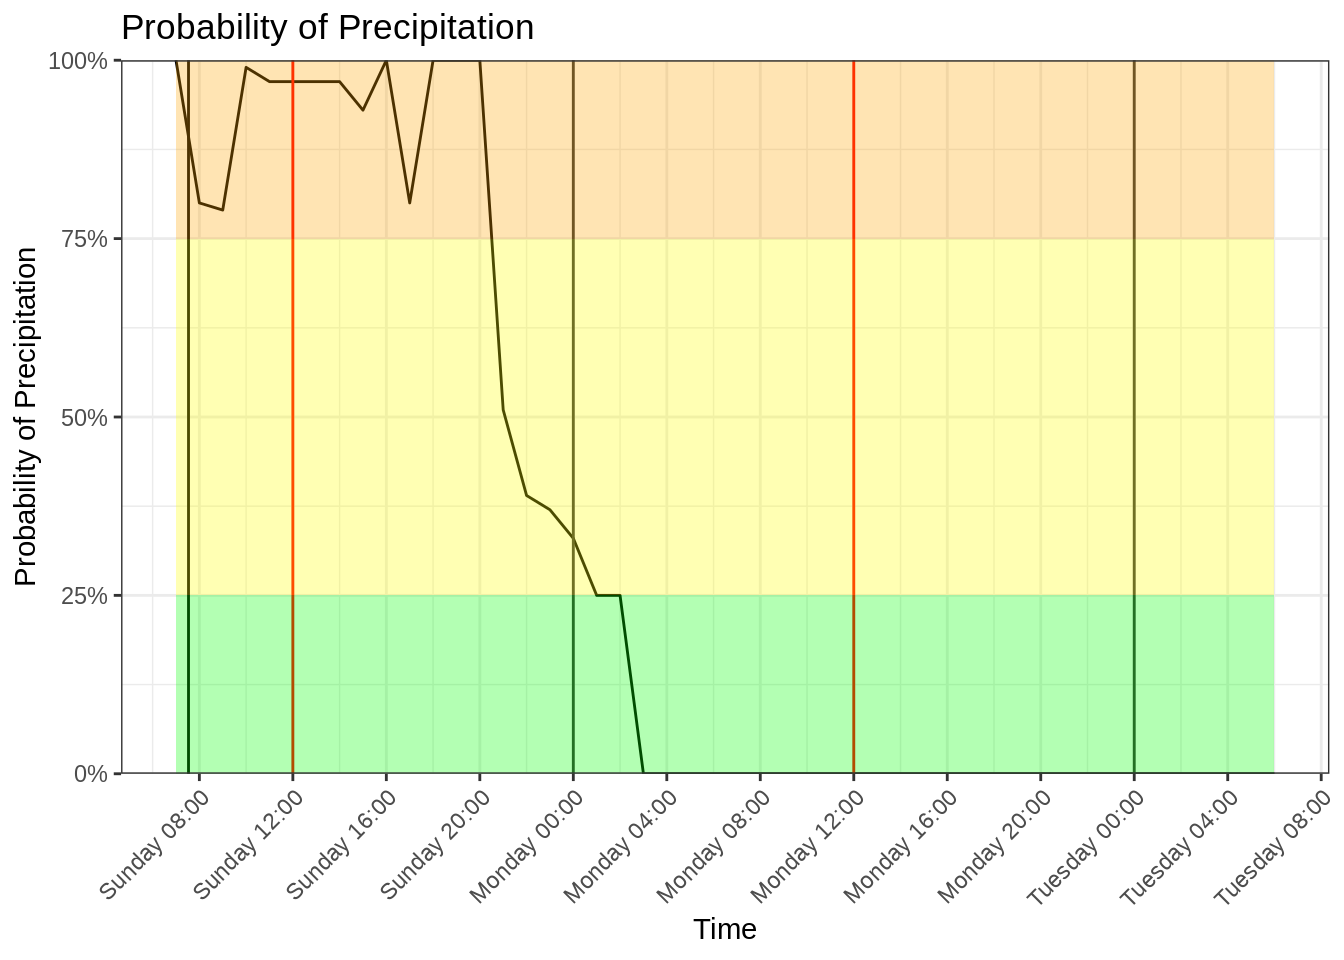 Probability of Precipitation
Probability of Precipitation
100%
75%
50%
25%
0%
Sunday 08:00
Sunday 12:00
Sunday 16:00
Sunday 20:00
Monday 00:00
Monday 04:00
Monday 08:00
Monday 12:00
Monday 16:00
Monday 20:00
Tuesday 00:00
Tuesday 04:00
Tuesday 08:00
Time